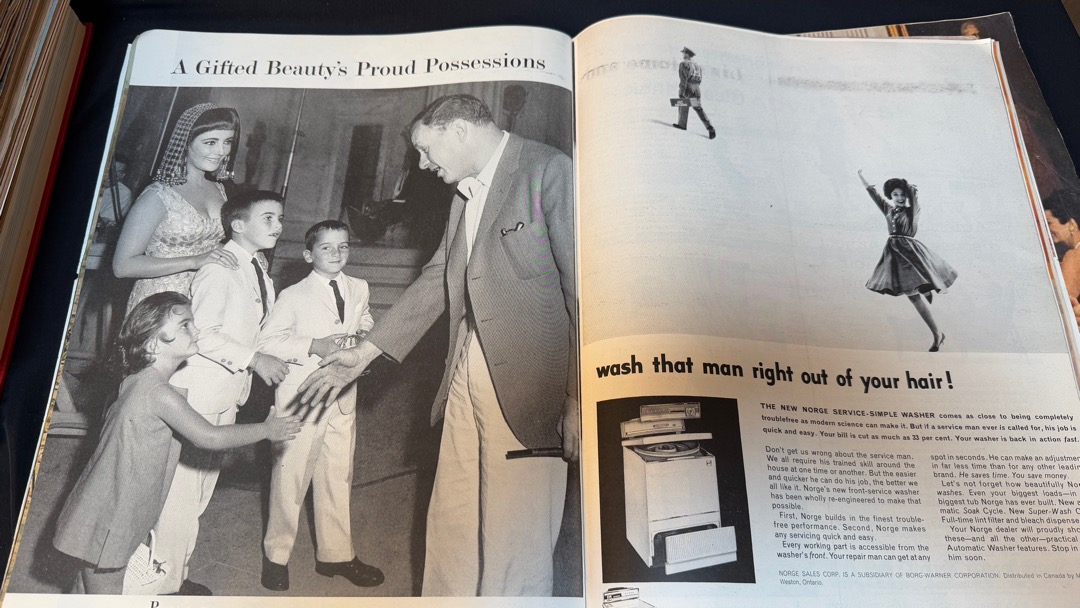 A Gifted Beauty's Proud Possessions
wash that man right out of your hair!
THE NEW NORGE SERVICE-SIMPLE WASHER comes as close to being completely
troublefree as modern science can make it. But if a service man ever is called for, his job is
quick and easy. Your bill is cut as much as 33 per cent. Your washer is back in action fast.
Don't get us wrong about the service man.
We all require his trained skill around the
house at one time or another. But the easier
and quicker he can do his job, the better we
all like it. Norge's new front-service washer
has been wholly re-engineered to make that
possible.
First, Norge builds in the finest trouble-
free performance. Second, Norge makes
any servicing quick and easy.
Every working part is accessible from the
washer's front. Your repair man can get at any
spot in seconds. He can make an adjustmen
in far less time than for any other leadin
brand. He saves time. You save money.
Let's not forget how beautifully No
washes. Even your biggest loads—in
biggest tub Norge has ever built. New
matic Soak Cycle. New Super-Wash C
Full-time lint filter and bleach dispense
Your Norge dealer will proudly sho
these—and all the other—practical
Automatic Washer features. Stop in
him soon.
NORGE SALES CORP. IS A SUBSIDIARY OF BORG-WARNER CORPORATION. Distributed in Canada by M
Weston, Ontario.